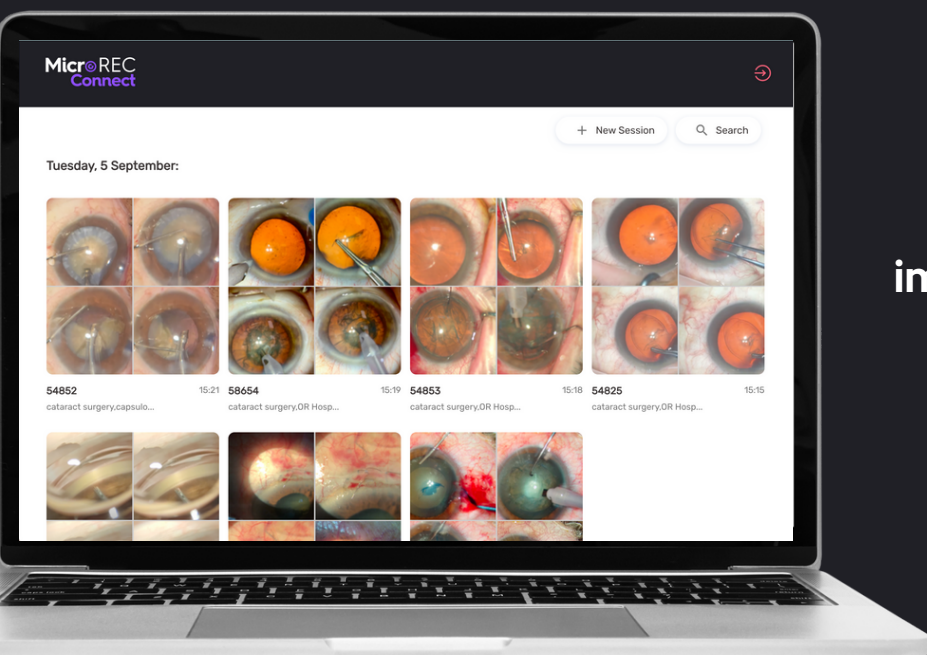 MicroREC
Connect
+ New Session
Search
Tuesday, 5 September:
54852 15:21
cataract surgery,capsulo...
58654 15:19
cataract surgery,OR Hosp...
54853 15:18
cataract surgery,OR Hosp...
54825 15:15
cataract surgery,OR Hosp...
im